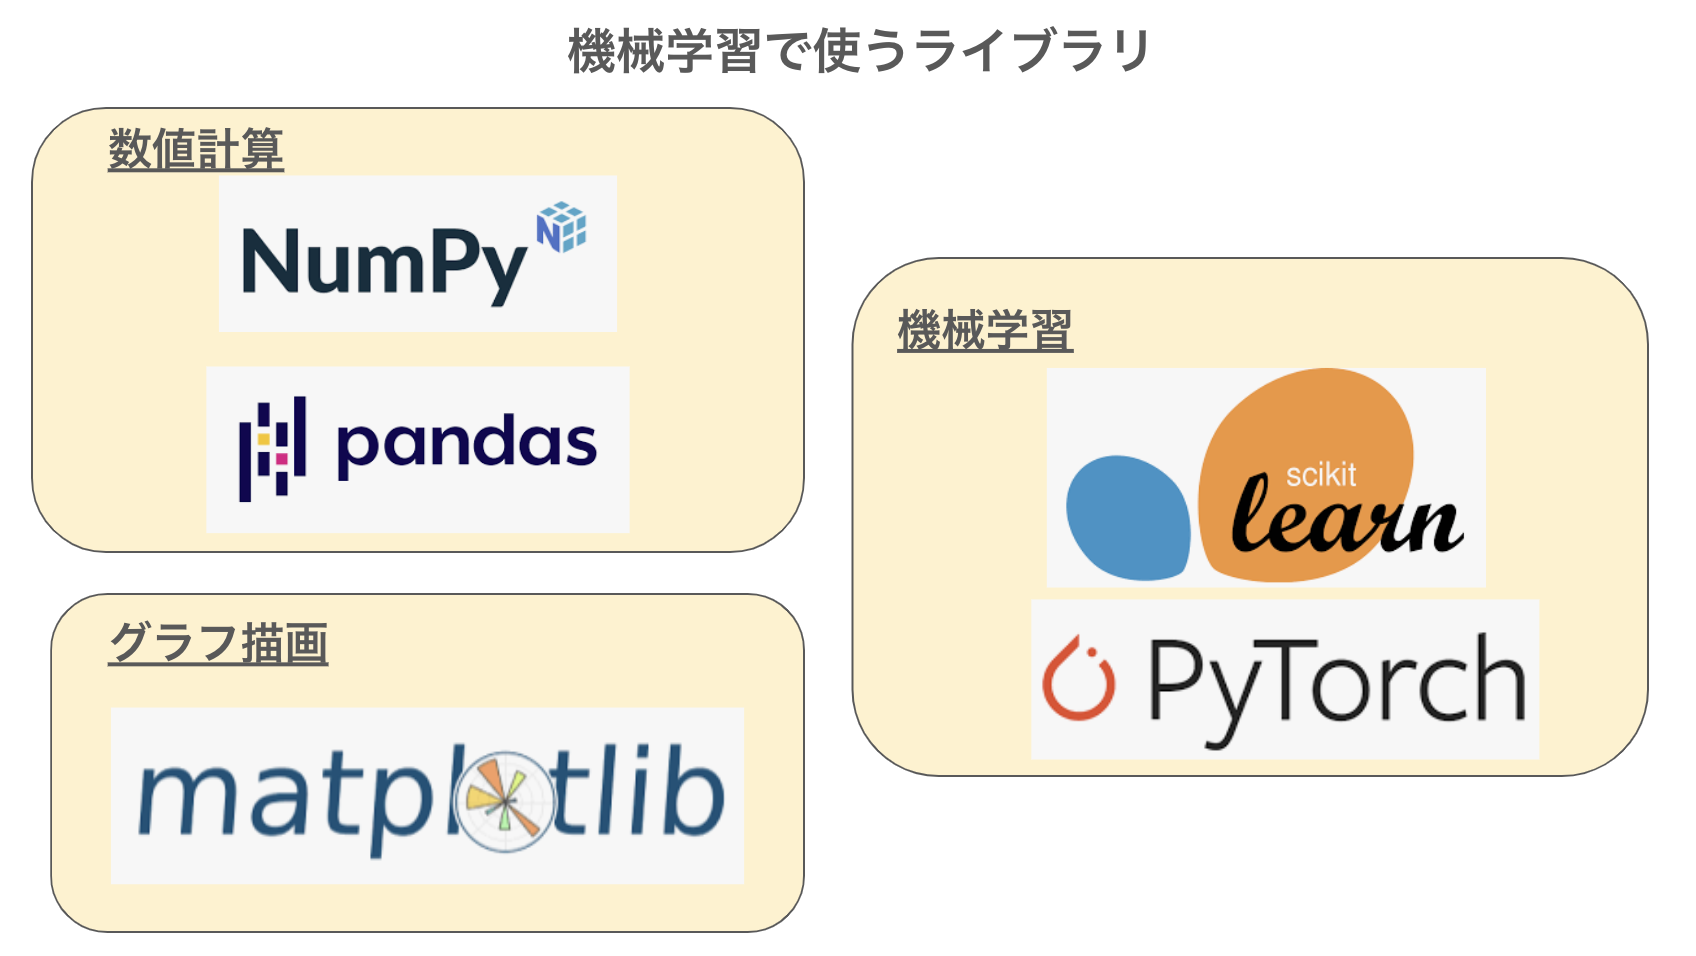 機械学習で使うライブラリ
数値計算
NumPy
pandas
グラフ描画
matplotlib
機械学習
scikit
learn
PyTorch